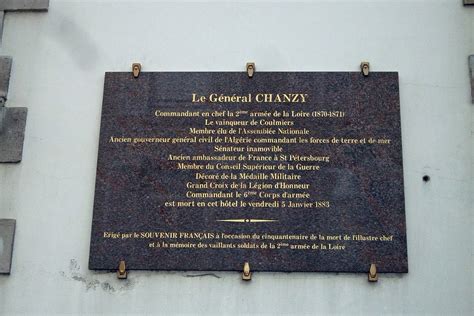 Le Général CHANZY
Commandant en chef la 2ème armée de la Loire (1870-1871)
Le vainqueur de Coulmiers
Membre élu de l'Assemblée Nationale
Ancien gouverneur général civil de l'Algérie commandant les forces de terre et de mer
Sénateur inamovible
Ancien ambassadeur de France à St Pétersbourg
Membre du Conseil Supérieur de la Guerre
Décoré de la Médaille Militaire
Grand Croix de la Légion d'Honneur
Commandant le 6ème Corps d'armée
est mort en cet hôtel le vendredi 5 Janvier 1883
Erigé par le SOUVENIR FRANÇAIS à l'occasion du cinquantenaire de la mort de l'illustre chef
et à la mémoire des vaillants soldats de la 2ème armée de la Loire